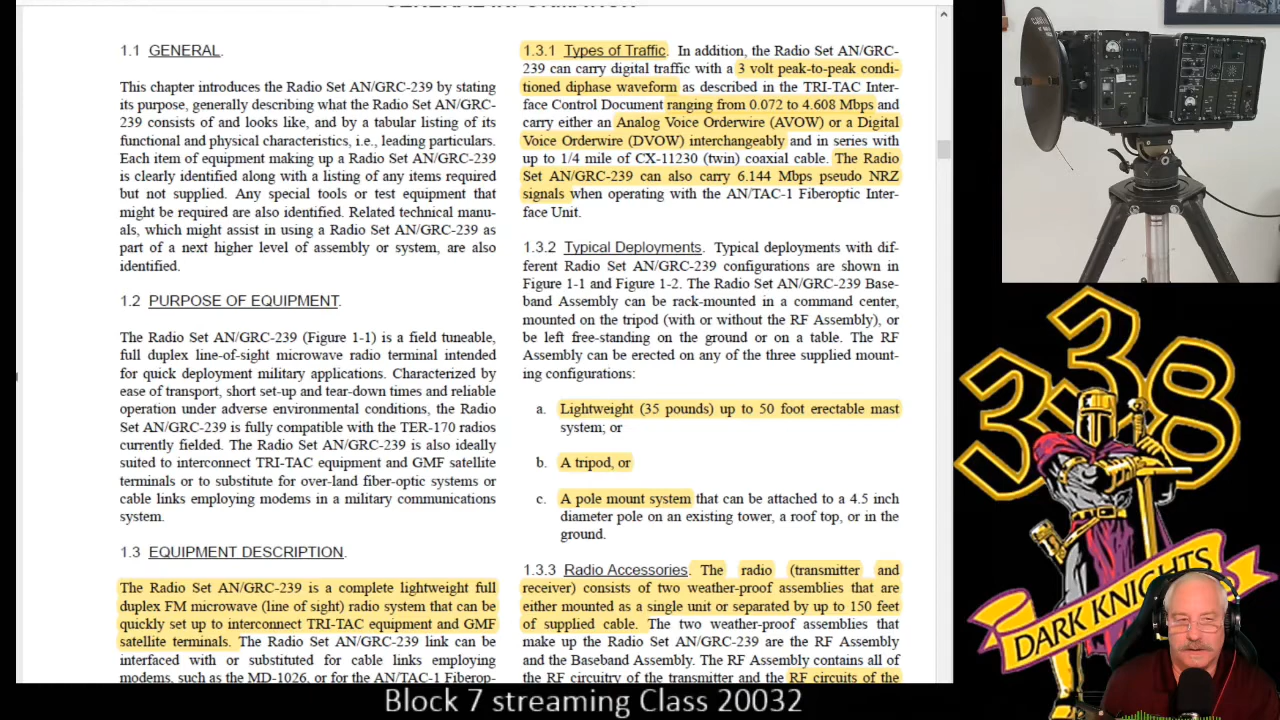 GENERAL INFORMATION
1.1 GENERAL.
This chapter introduces the Radio Set AN/GRC-239 by stating
its purpose, generally describing what the Radio Set AN/GRC-
239 consists of and looks like, and by a tabular listing of its
functional and physical characteristics, i.e., leading particulars.
Each item of equipment making up a Radio Set AN/GRC-239
is clearly identified along with a listing of any items required
but not supplied. Any special tools or test equipment that
might be required are also identified. Related technical manu-
als, which might assist in using a Radio Set AN/GRC-239 as
part of a next higher level of assembly or system, are also
identified.
1.2 PURPOSE OF EQUIPMENT.
The Radio Set AN/GRC-239 (Figure 1-1) is a field tuneable,
full duplex line-of-sight microwave radio terminal intended
for quick deployment military applications. Characterized by
ease of transport, short set-up and tear-down times and reliable
operation under adverse environmental conditions, the Radio
Set AN/GRC-239 is fully compatible with the TER-170 radios
currently fielded. The Radio Set AN/GRC-239 is also ideally
suited to interconnect TRI-TAC equipment and GMF satellite
terminals or to substitute for over-land fiber-optic systems or
cable links employing modems in a military communications
system.
1.3 EQUIPMENT DESCRIPTION.
The Radio Set AN/GRC-239 is a complete lightweight full
duplex FM microwave (line of sight) radio system that can be
quickly set up to interconnect TRI-TAC equipment and GMF
satellite terminals. The Radio Set AN/GRC-239 link can be
interfaced with or substituted for cable links employing
modems, such as the MD-1026, or for the AN/TAC-1 Fiberop-
1.3.1 Types of Traffic. In addition, the Radio Set AN/GRC-
239 can carry digital traffic with a 3 volt peak-to-peak condi-
tioned diphase waveform as described in the TRI-TAC Inter-
face Control Document ranging from 0.072 to 4.608 Mbps and
carry either an Analog Voice Orderwire (AVOW) or a Digital
Voice Orderwire (DVOW) interchangeably and in series with
up to 1/4 mile of CX-11230 (twin) coaxial cable. The Radio
Set AN/GRC-239 can also carry 6.144 Mbps pseudo NRZ
signals when operating with the AN/TAC-1 Fiberoptic Inter-
face Unit.
1.3.2 Typical Deployments. Typical deployments with dif-
ferent Radio Set AN/GRC-239 configurations are shown in
Figure 1-1 and Figure 1-2. The Radio Set AN/GRC-239 Base-
band Assembly can be rack-mounted in a command center,
mounted on the tripod (with or without the RF Assembly), or
be left free-standing on the ground or on a table. The RF
Assembly can be erected on any of the three supplied mount-
ing configurations:
a. Lightweight (35 pounds) up to 50 foot erectable mast
system; or
b. A tripod, or
c. A pole mount system that can be attached to a 4.5 inch
diameter pole on an existing tower, a roof top, or in the
ground.
1.3.3 Radio Accessories. The radio (transmitter and
receiver) consists of two weather-proof assemblies that are
either mounted as a single unit or separated by up to 150 feet
of supplied cable. The two weather-proof assemblies that
make up the Radio Set AN/GRC-239 are the RF Assembly
and the Baseband Assembly. The RF Assembly contains all of
the RF circuitry of the transmitter and the RF circuits of the
338
DARK KNIGHTS
Block 7 streaming Class 20032